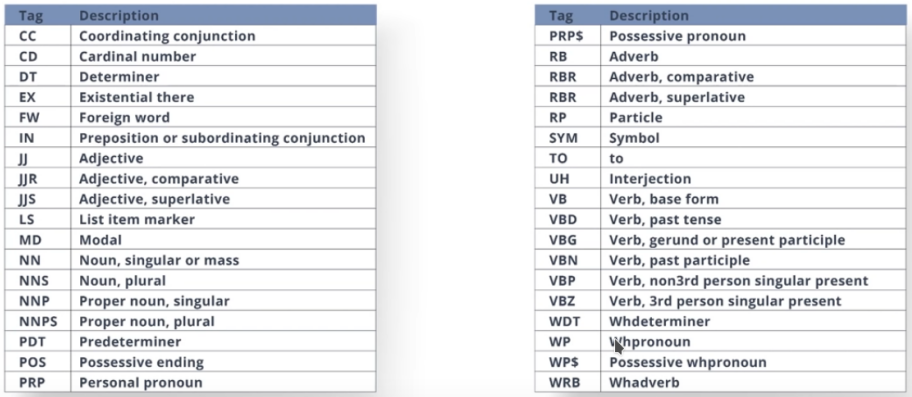 Tag Description
CC Coordinating conjunction
CD Cardinal number
DT Determiner
EX Existential there
FW Foreign word
IN Preposition or subordinating conjunction
JJ Adjective
JJR Adjective, comparative
JJS Adjective, superlative
LS List item marker
MD Modal
NN Noun, singular or mass
NNS Noun, plural
NNP Proper noun, singular
NNPS Proper noun, plural
PDT Predeterminer
POS Possessive ending
PRP Personal pronoun
Tag Description
PRP$ Possessive pronoun
RB Adverb
RBR Adverb, comparative
RBR Adverb, superlative
RP Particle
SYM Symbol
TO to
UH Interjection
VB Verb, base form
VBD Verb, past tense
VBG Verb, gerund or present participle
VBN Verb, past participle
VBP Verb, non3rd person singular present
VBZ Verb, 3rd person singular present
WDT Whdeterminer
WP Whpronoun
WP$ Possessive whpronoun
WRB Whadverb